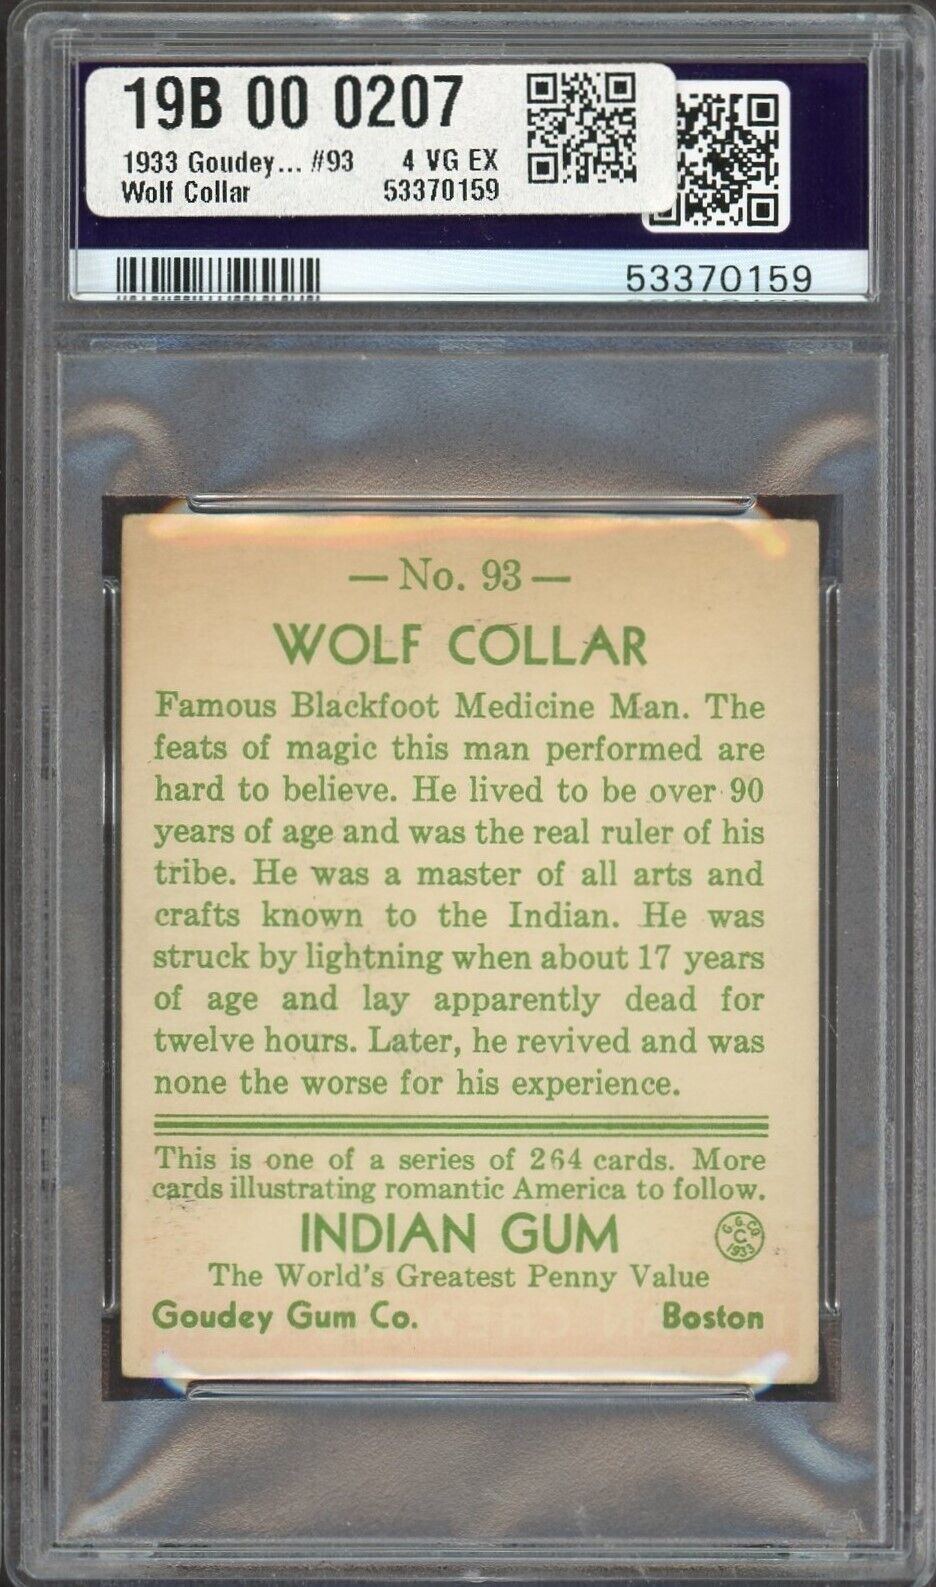 19B 00 0207
1933 Goudey... #93 4 VG EX
Wolf Collar 53370159
53370159
— No. 93 —
WOLF COLLAR
Famous Blackfoot Medicine Man. The
feats of magic this man performed are
hard to believe. He lived to be over 90
years of age and was the real ruler of his
tribe. He was a master of all arts and
crafts known to the Indian. He was
struck by lightning when about 17 years
of age and lay apparently dead for
twelve hours. Later, he revived and was
none the worse for his experience.
This is one of a series of 264 cards. More
cards illustrating romantic America to follow.
INDIAN GUM
G.G.CO.
C
1933
The World's Greatest Penny Value
Goudey Gum Co. Boston